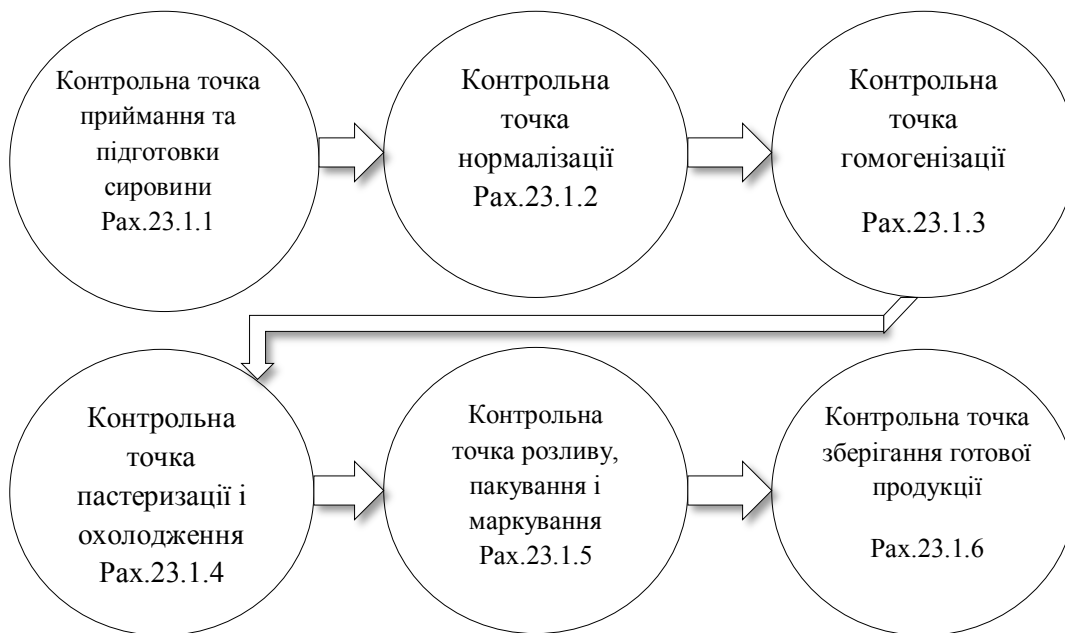 Контрольна точка
приймання та
підготовки
сировини
Рах.23.1.1
Контрольна
точка
нормалізації
Рах.23.1.2
Контрольна
точка
гомогенізації
Рах.23.1.3
Контрольна
точка
пастеризації і
охолодження
Рах.23.1.4
Контрольна
точка розливу,
пакування і
маркування
Рах.23.1.5
Контрольна точка
зберігання готової
продукції
Рах.23.1.6